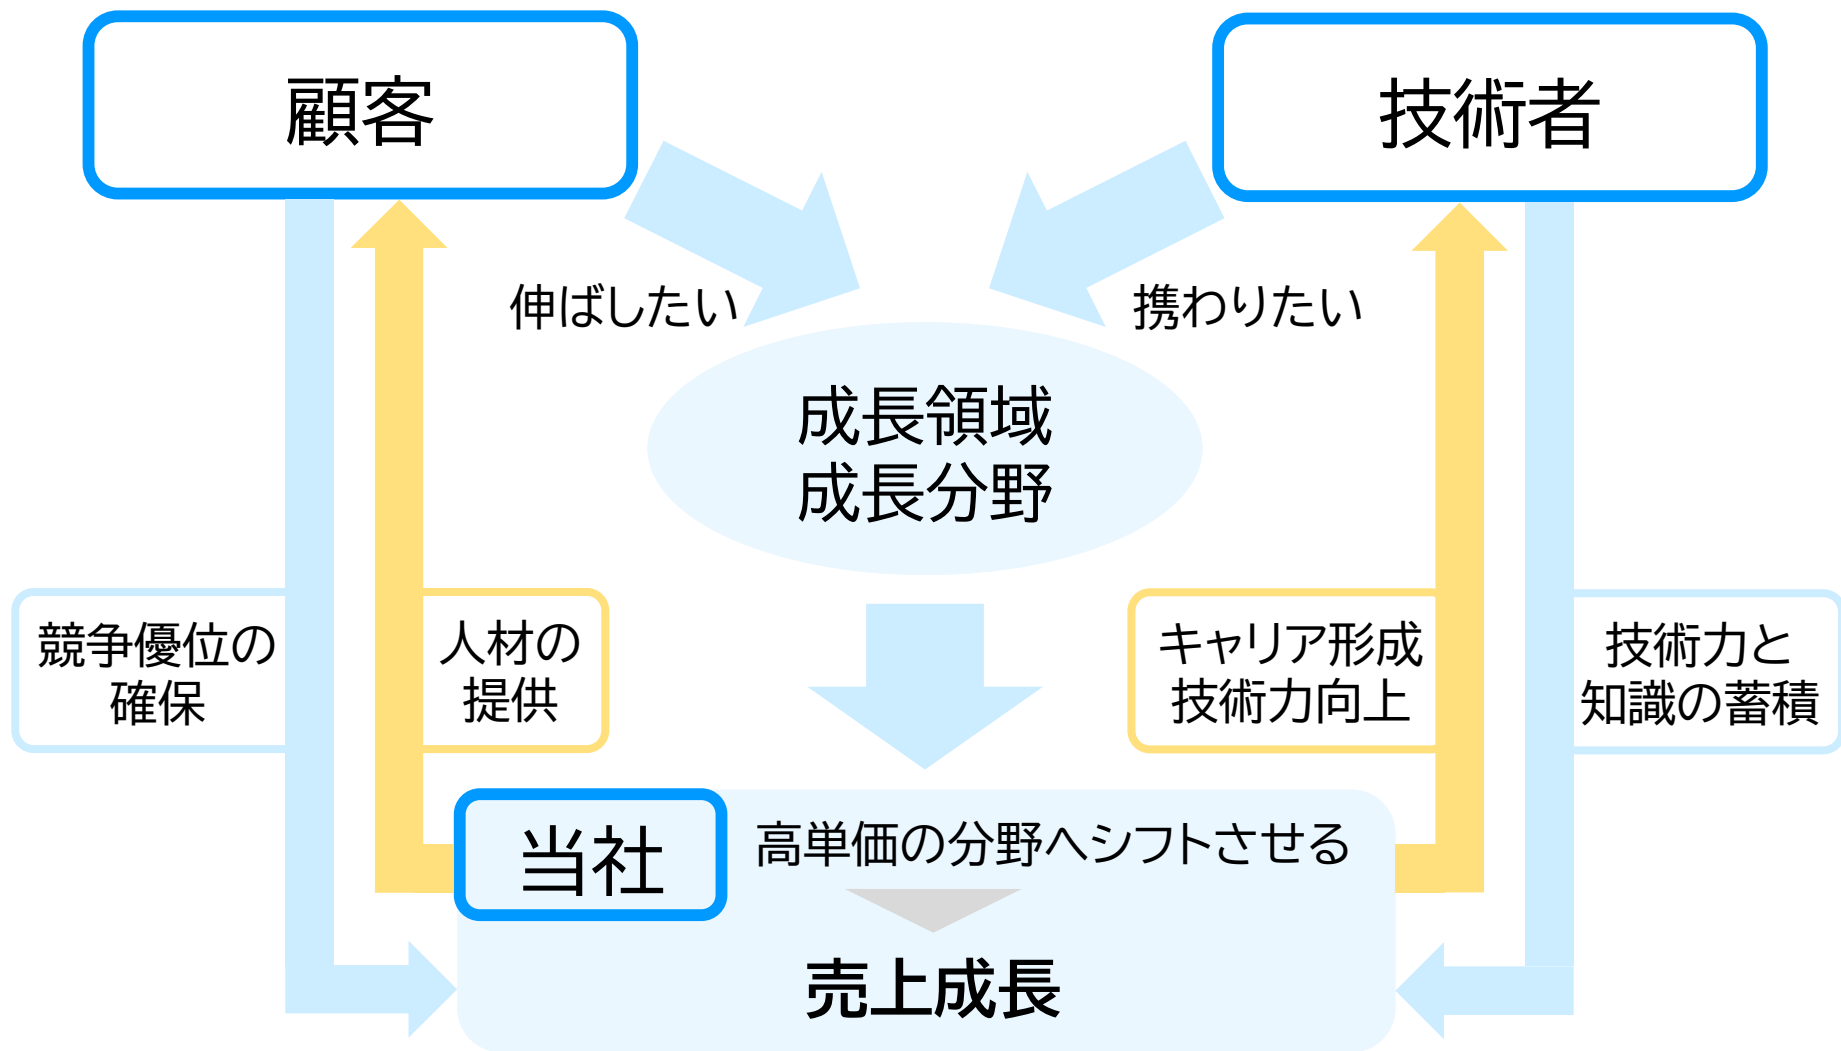 顧客
技術者
伸ばしたい
携わりたい
成長領域
成長分野
競争優位の
確保
人材の
提供
キャリア形成
技術力向上
技術力と
知識の蓄積
当社
高単価の分野へシフトさせる
売上成長